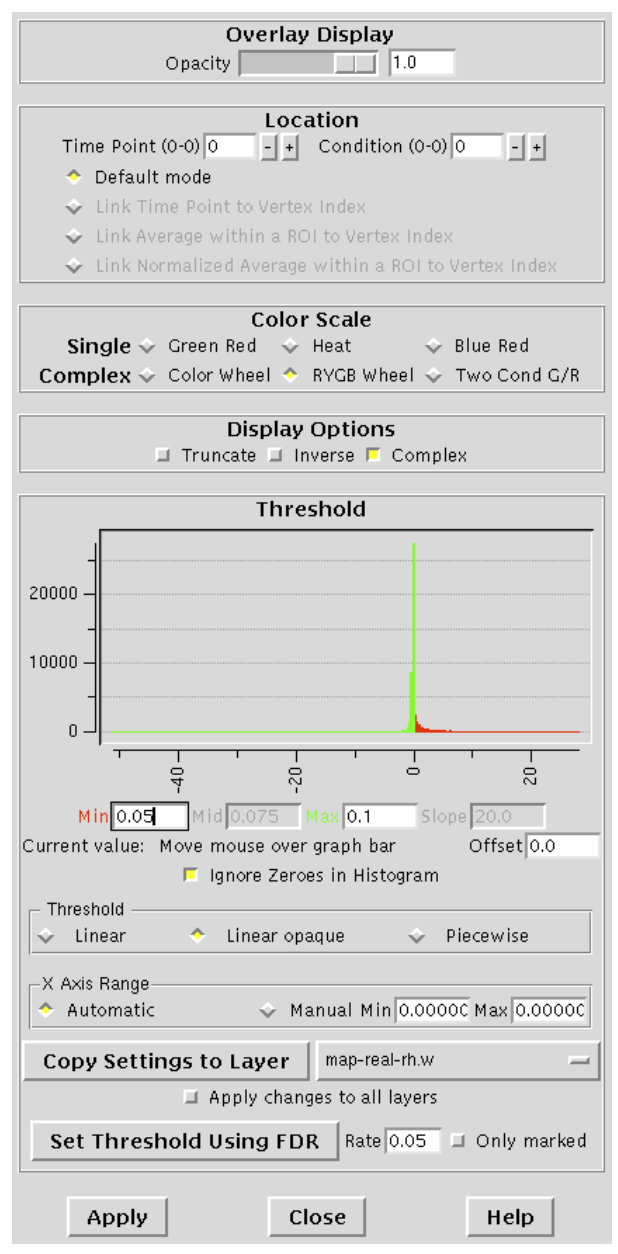 Overlay Display
Opacity 1.0
Location
Time Point (0-0) 0 - + Condition (0-0) 0 - +
Default mode
Link Time Point to Vertex Index
Link Average within a ROI to Vertex Index
Link Normalized Average within a ROI to Vertex Index
Color Scale
Single Green Red Heat Blue Red
Complex Color Wheel RYGB Wheel Two Cond G/R
Display Options
Truncate Inverse Complex
Threshold
20000
10000
0
-40 -20 0 20
Min 0.05 Mid 0.075 Max 0.1 Slope 20.0
Current value: Move mouse over graph bar Offset 0.0
Ignore Zeroes in Histogram
Threshold
Linear Linear opaque Piecewise
X Axis Range
Automatic Manual Min 0.00000 Max 0.00000
Copy Settings to Layer map-real-rh.w
Apply changes to all layers
Set Threshold Using FDR Rate 0.05 Only marked
Apply Close Help